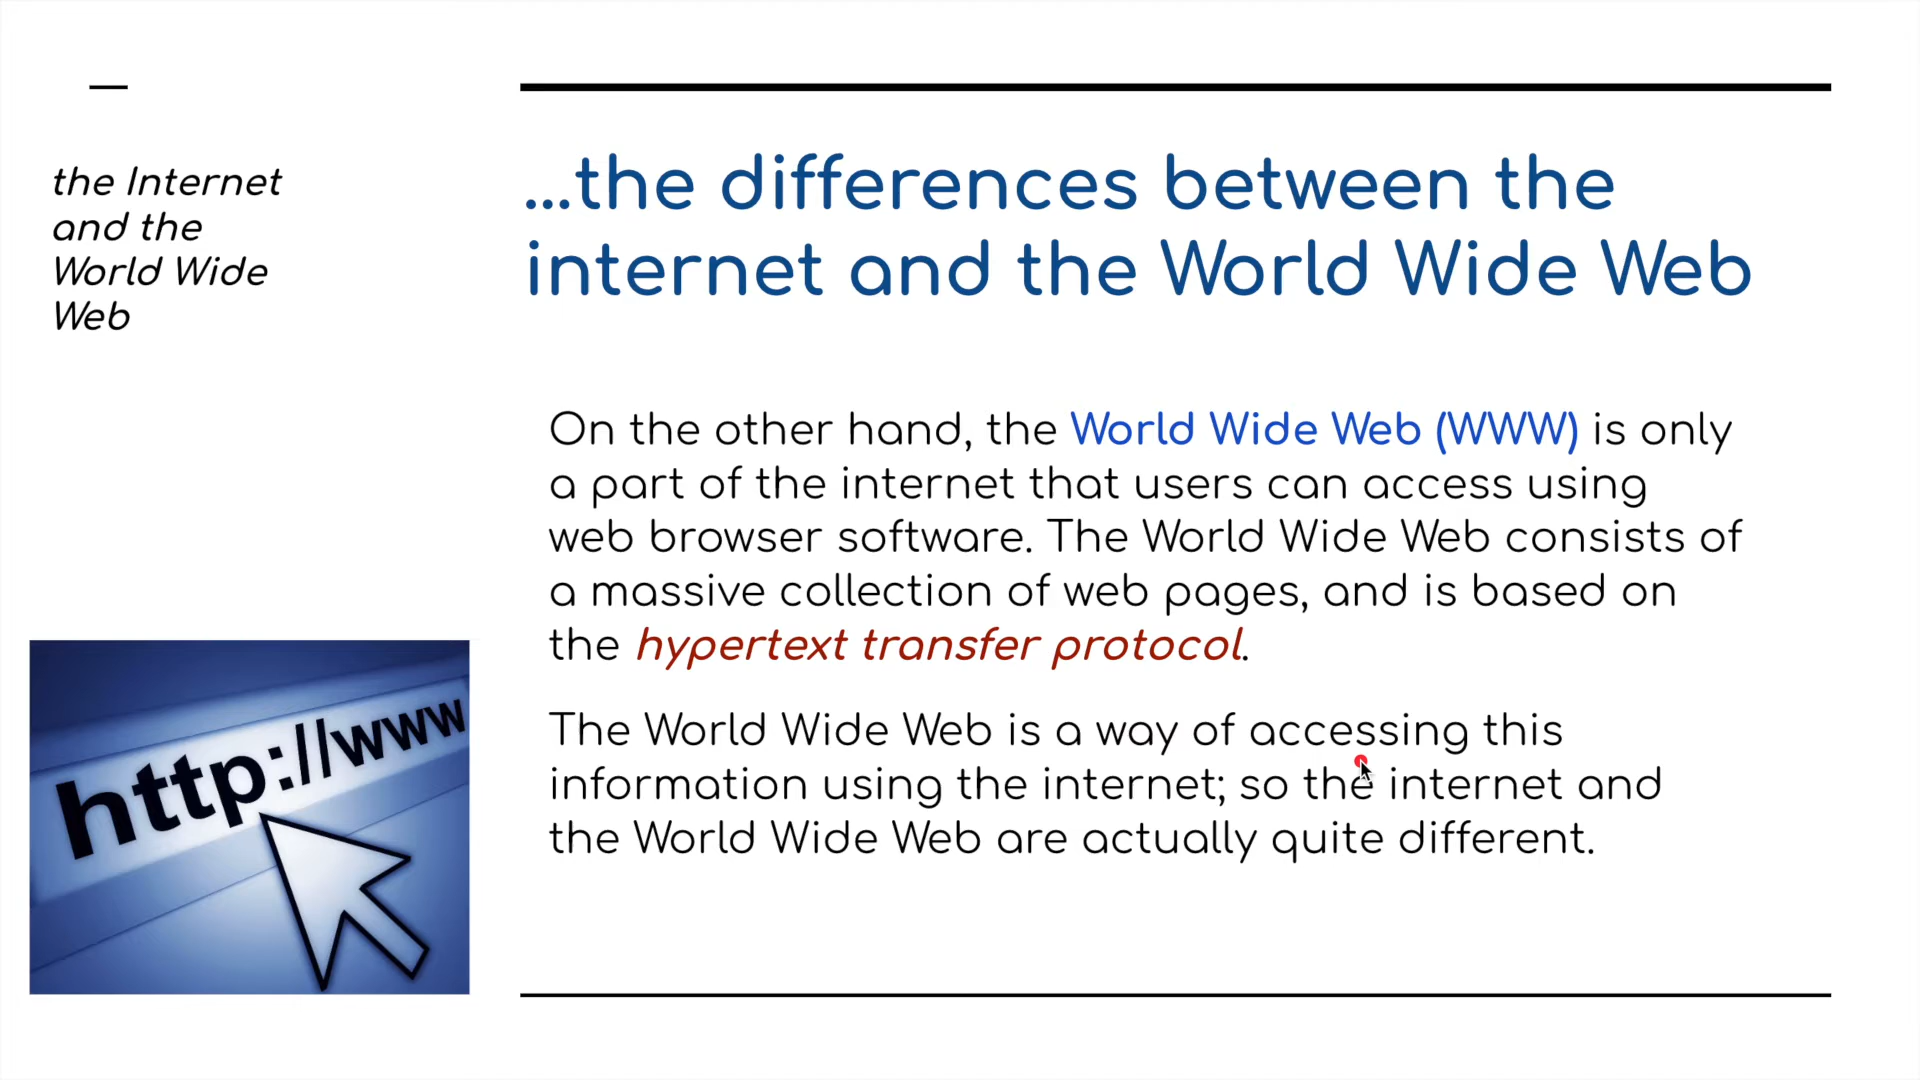 the Internet
and the
World Wide
Web
...the differences between the
internet and the World Wide Web
On the other hand, the World Wide Web (WWW) is only
a part of the internet that users can access using
web browser software. The World Wide Web consists of
a massive collection of web pages, and is based on
the hypertext transfer protocol.
The World Wide Web is a way of accessing this
information using the internet; so the internet and
the World Wide Web are actually quite different.
http://www